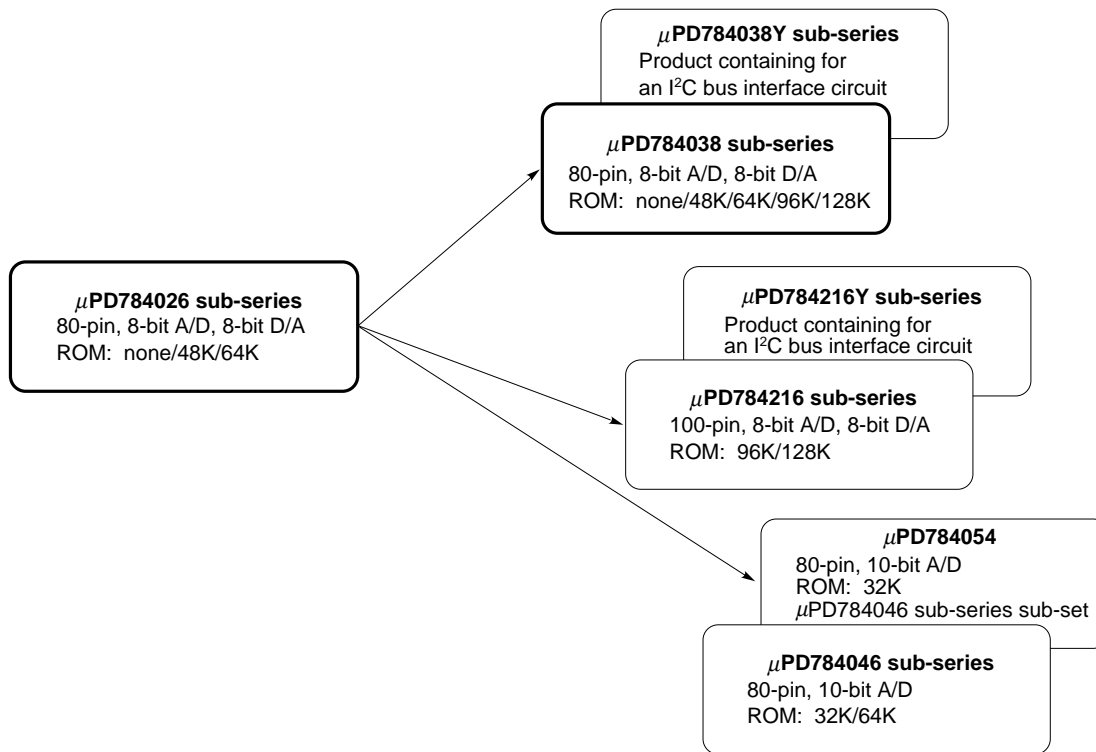 μPD784038Y sub-series
Product containing for
an I²C bus interface circuit
μPD784038 sub-series
80-pin, 8-bit A/D, 8-bit D/A
ROM: none/48K/64K/96K/128K
μPD784026 sub-series
80-pin, 8-bit A/D, 8-bit D/A
ROM: none/48K/64K
μPD784216Y sub-series
Product containing for
an I²C bus interface circuit
μPD784216 sub-series
100-pin, 8-bit A/D, 8-bit D/A
ROM: 96K/128K
μPD784054
80-pin, 10-bit A/D
ROM: 32K
μPD784046 sub-series sub-set
μPD784046 sub-series
80-pin, 10-bit A/D
ROM: 32K/64K